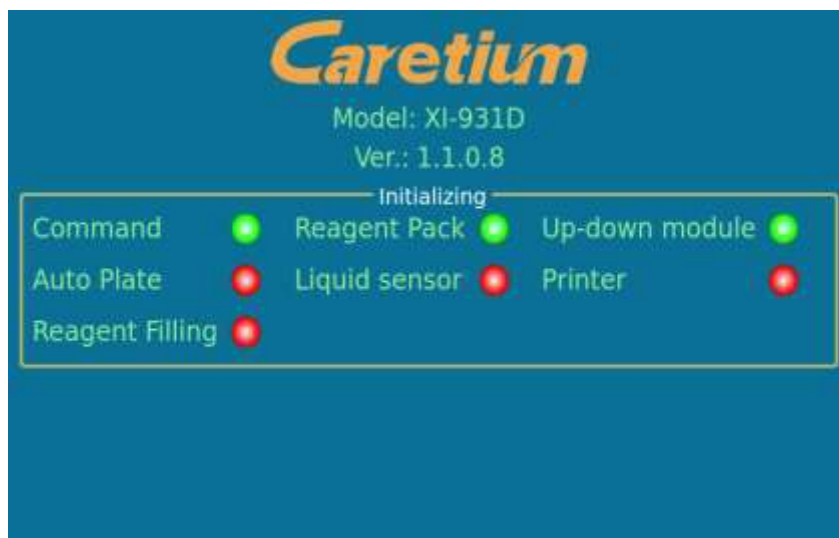 Caretium
Model: XI-931D
Ver.: 1.1.0.8
Initializing
Command Reagent Pack Up-down module
Auto Plate Liquid sensor Printer
Reagent Filling